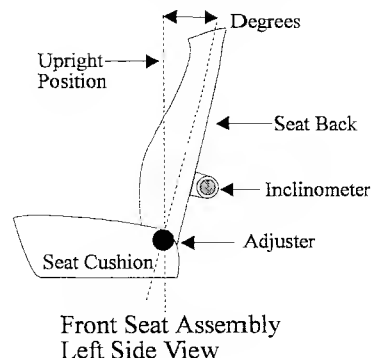 Degrees
Upright
Position
Seat Back
Inclinometer
Adjuster
Seat Cushion
Front Seat Assembly
Left Side View